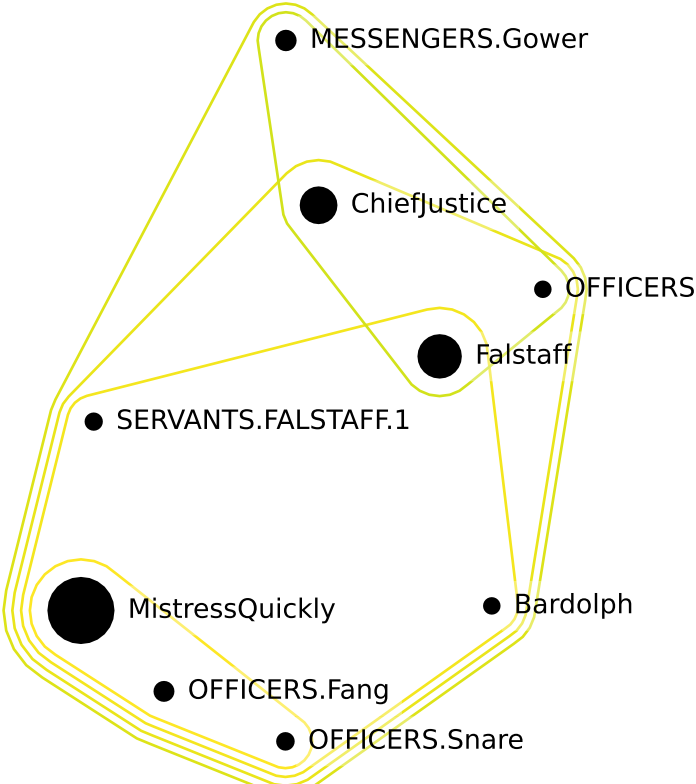 MESSENGERS.Gower
ChiefJustice
OFFICERS
Falstaff
SERVANTS.FALSTAFF.1
MistressQuickly
Bardolph
OFFICERS.Fang
OFFICERS.Snare